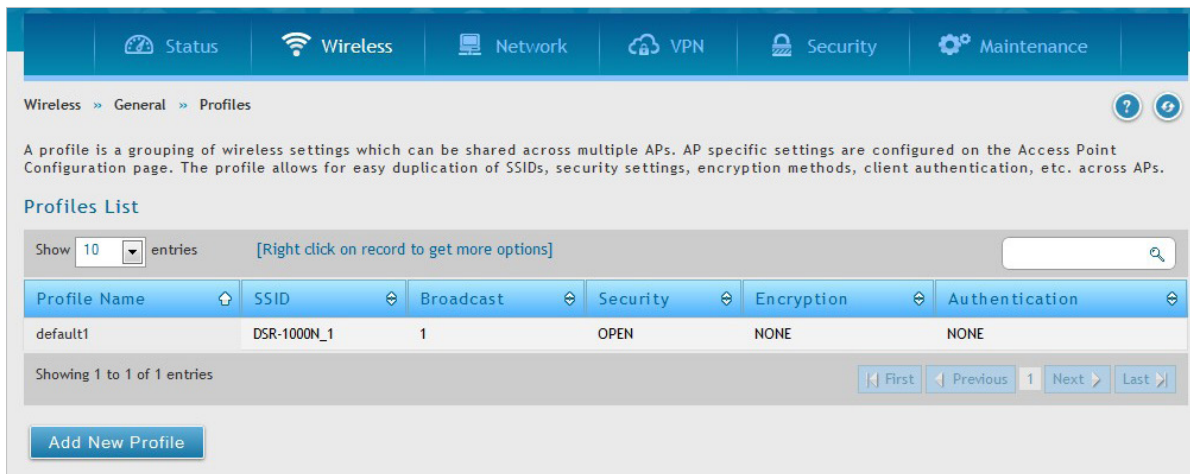 Status Wireless Network VPN Security Maintenance
Wireless » General » Profiles
A profile is a grouping of wireless settings which can be shared across multiple APs. AP specific settings are configured on the Access Point
Configuration page. The profile allows for easy duplication of SSIDs, security settings, encryption methods, client authentication, etc. across APs.
Profiles List
Show 10 entries [Right click on record to get more options]
Profile Name SSID Broadcast Security Encryption Authentication
default1 DSR-1000N_1 1 OPEN NONE NONE
Showing 1 to 1 of 1 entries First Previous 1 Next Last
Add New Profile